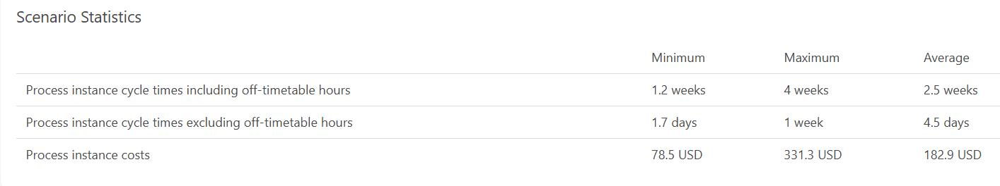 Scenario Statistics
Minimum Maximum Average
Process instance cycle times including off-timetable hours 1.2 weeks 4 weeks 2.5 weeks
Process instance cycle times excluding off-timetable hours 1.7 days 1 week 4.5 days
Process instance costs 78.5 USD 331.3 USD 182.9 USD